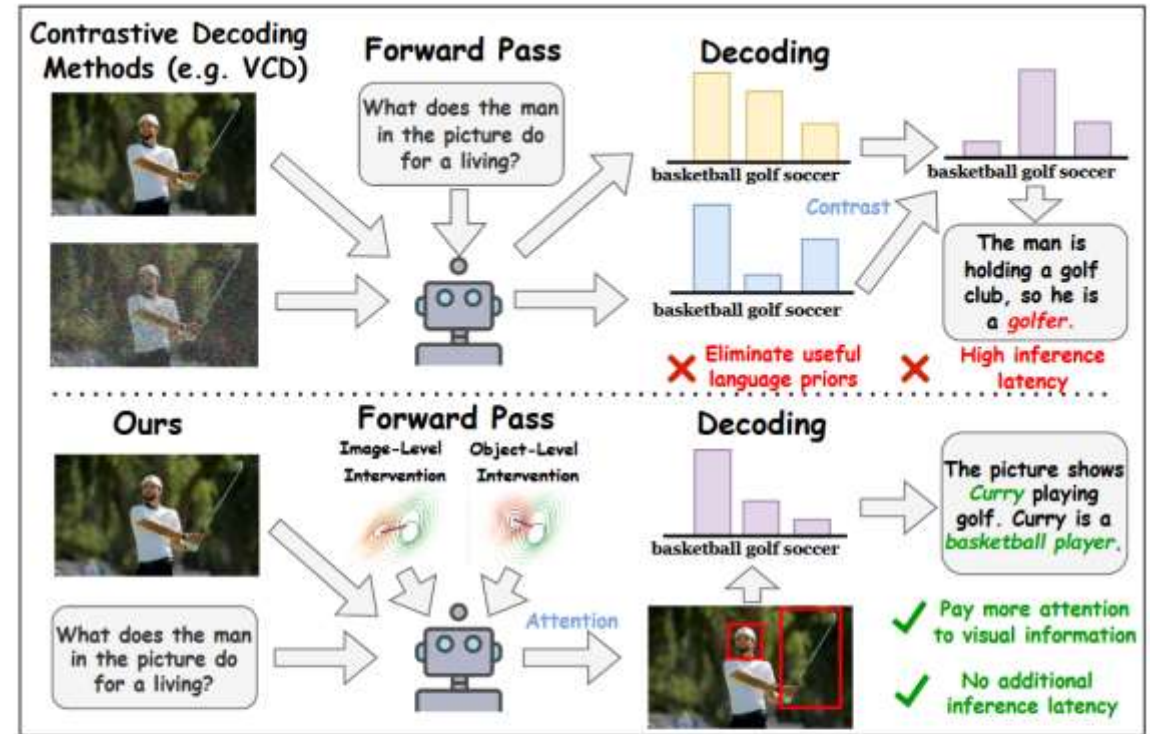 Contrastive Decoding
Methods (e.g. VCD)
Forward Pass
Decoding
What does the man
in the picture do
for a living?
basketball golf soccer
basketball golf soccer
Contrast
basketball golf soccer
The man is
holding a golf
club, so he is
a golfer.
Eliminate useful
language priors
High inference
latency
Ours
Forward Pass
Decoding
Image-Level
Intervention
Object-Level
Intervention
basketball golf soccer
The picture shows
Curry playing
golf. Curry is a
basketball player.
What does the man
in the picture do
for a living?
Attention
Pay more attention
to visual information
No additional
inference latency